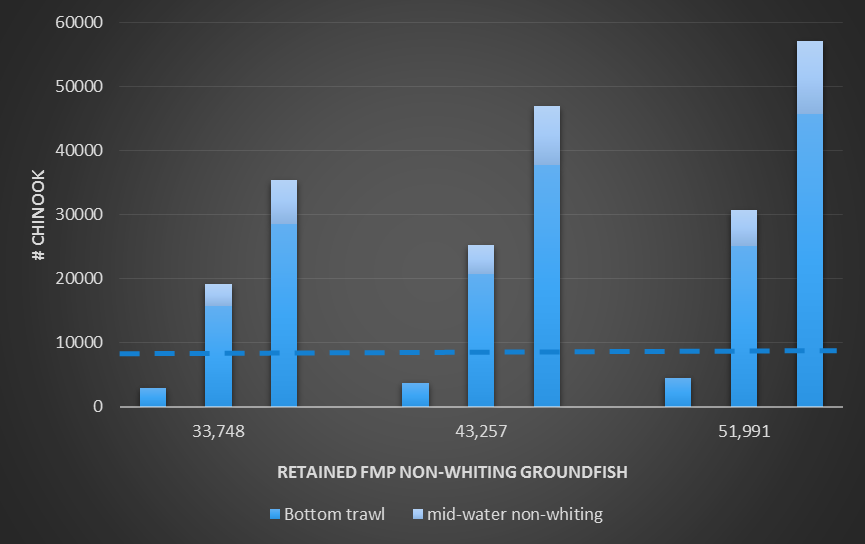 60000
50000
40000
30000
20000
10000
0
# CHINOOK
33,748 43,257 51,991
RETAINED FMP NON-WHITING GROUNDFISH
Bottom trawl mid-water non-whiting